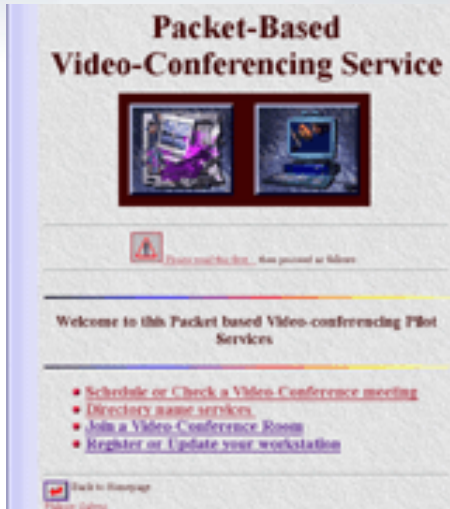 Packet-Based
Video-Conferencing Service
Please read this first then proceed as follows
Welcome to this Packet based Video-conferencing Pilot
Services
Schedule or Check a Video-Conference meeting
Directory name services
Join a Video-Conference Room
Register or Update your workstation
Back to Homepage